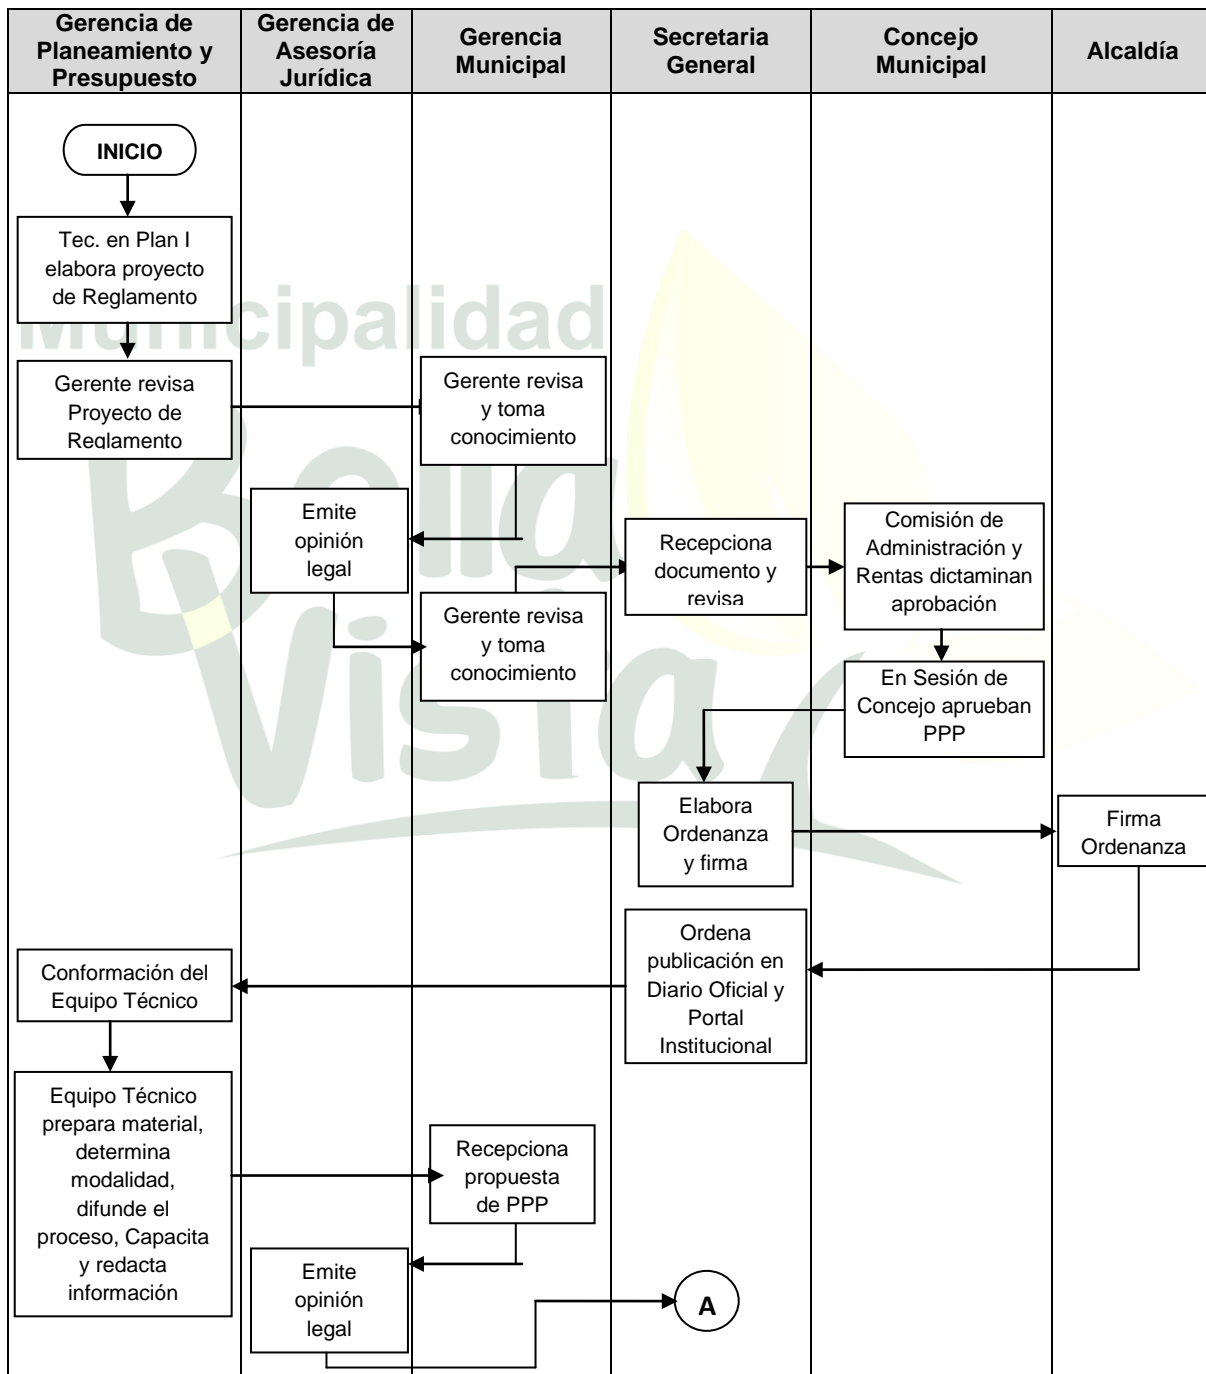 Gerencia de
Planeamiento y
Presupuesto
Gerencia de
Asesoría
Jurídica
Gerencia
Municipal
Secretaria
General
Concejo
Municipal
Alcaldía
INICIO
Tec. en Plan I
elabora proyecto
de Reglamento
Municipalidad
Gerente revisa
Proyecto de
Reglamento
Gerente revisa
y toma
conocimiento
Bella
Vista
Emite
opinión
legal
Gerente revisa
y toma
conocimiento
Recepciona
documento y
revisa
Comisión de
Administración y
Rentas dictaminan
aprobación
En Sesión de
Concejo aprueban
PPP
Elabora
Ordenanza
y firma
Firma
Ordenanza
Ordena
publicación en
Diario Oficial y
Portal
Institucional
Conformación del
Equipo Técnico
Equipo Técnico
prepara material,
determina
modalidad,
difunde el
proceso, Capacita
y redacta
información
Recepciona
propuesta
de PPP
Emite
opinión
legal
A